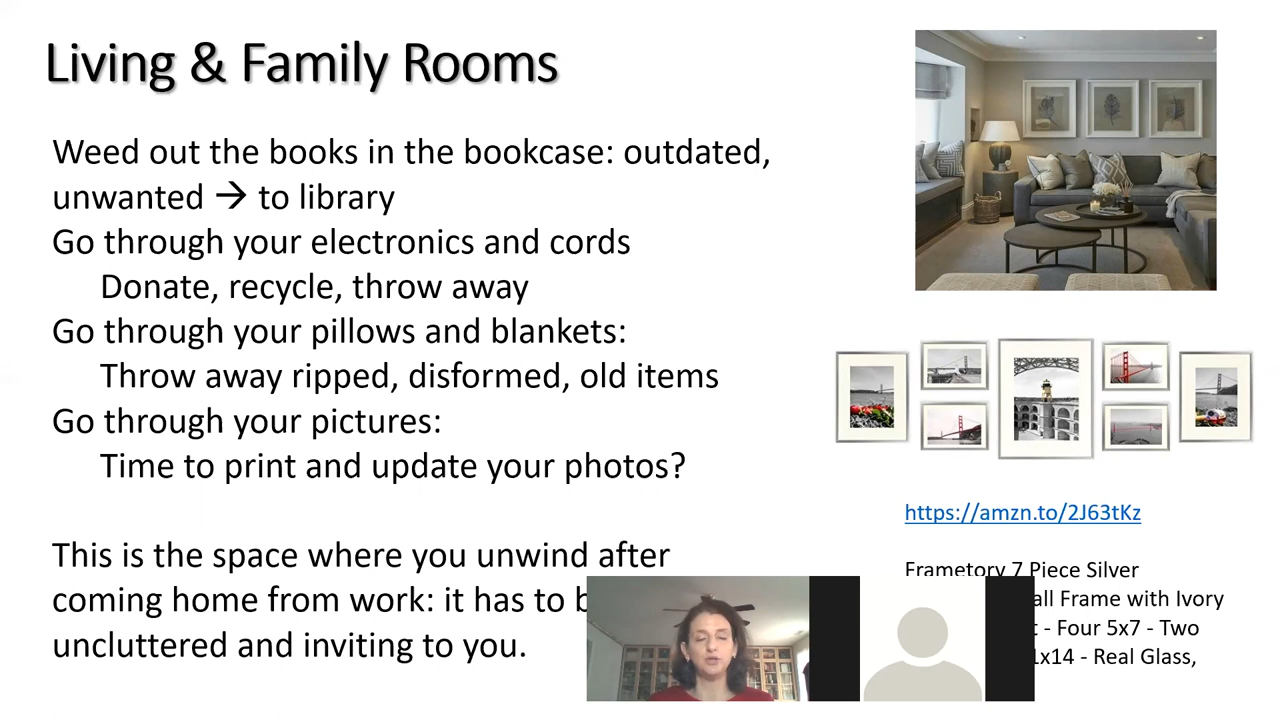 Living & Family Rooms
Weed out the books in the bookcase: outdated,
unwanted → to library
Go through your electronics and cords
Donate, recycle, throw away
Go through your pillows and blankets:
Throw away ripped, disformed, old items
Go through your pictures:
Time to print and update your photos?
This is the space where you unwind after
coming home from work: it has to
uncluttered and inviting to you.
https://amzn.to/2J63tKz
Frametory 7 Piece Silver
Frame with Ivory
- Four 5x7 - Two
1x14 - Real Glass,